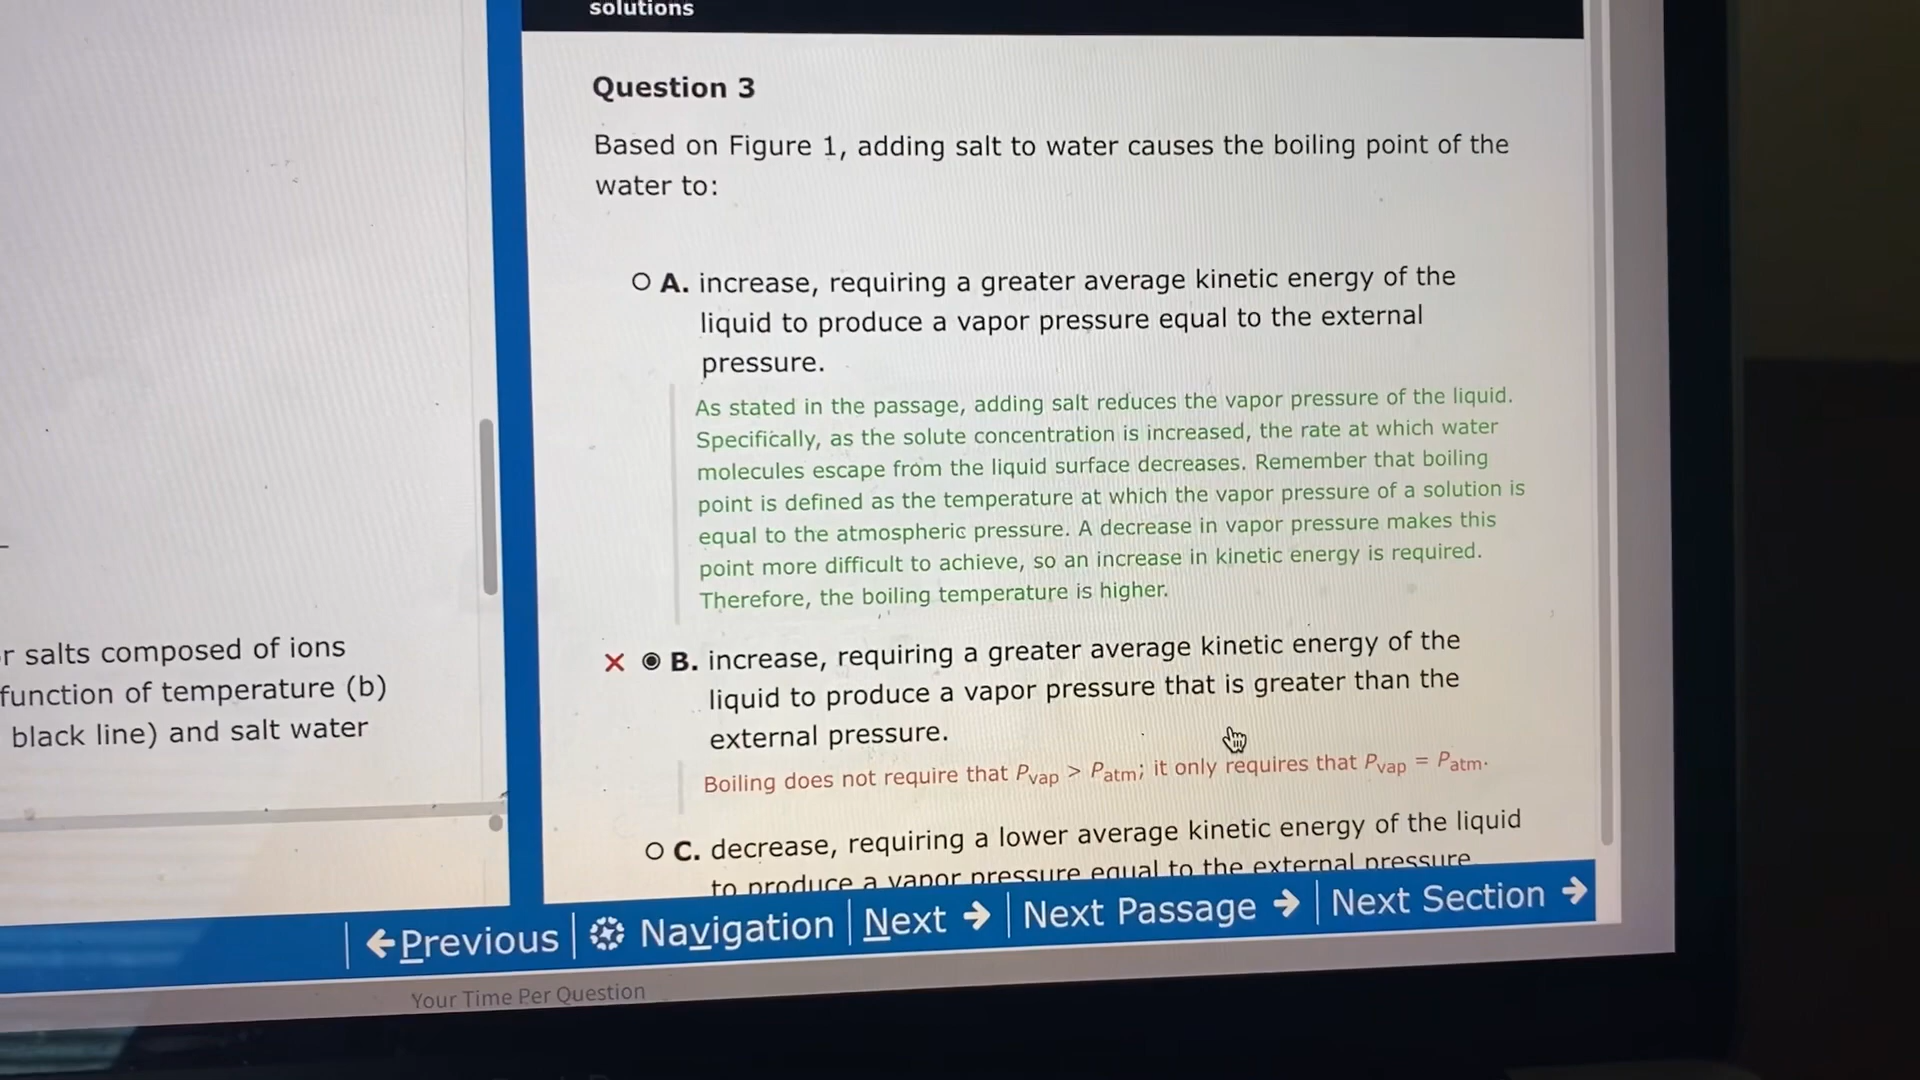 solutions
Question 3
Based on Figure 1, adding salt to water causes the boiling point of the
water to:
A. increase, requiring a greater average kinetic energy of the
liquid to produce a vapor pressure equal to the external
pressure.
As stated in the passage, adding salt reduces the vapor pressure of the liquid.
Specifically, as the solute concentration is increased, the rate at which water
molecules escape from the liquid surface decreases. Remember that boiling
point is defined as the temperature at which the vapor pressure of a solution is
equal to the atmospheric pressure. A decrease in vapor pressure makes this
point more difficult to achieve, so an increase in kinetic energy is required.
Therefore, the boiling temperature is higher.
B. increase, requiring a greater average kinetic energy of the
liquid to produce a vapor pressure that is greater than the
external pressure.
Boiling does not require that Pvap > Patm; it only requires that Pvap = Patm.
C. decrease, requiring a lower average kinetic energy of the liquid
to produce a vapor pressure equal to the external pressure
r salts composed of ions
function of temperature (b)
black line) and salt water
Previous
Navigation
Next
Next Passage
Next Section
Your Time Per Question